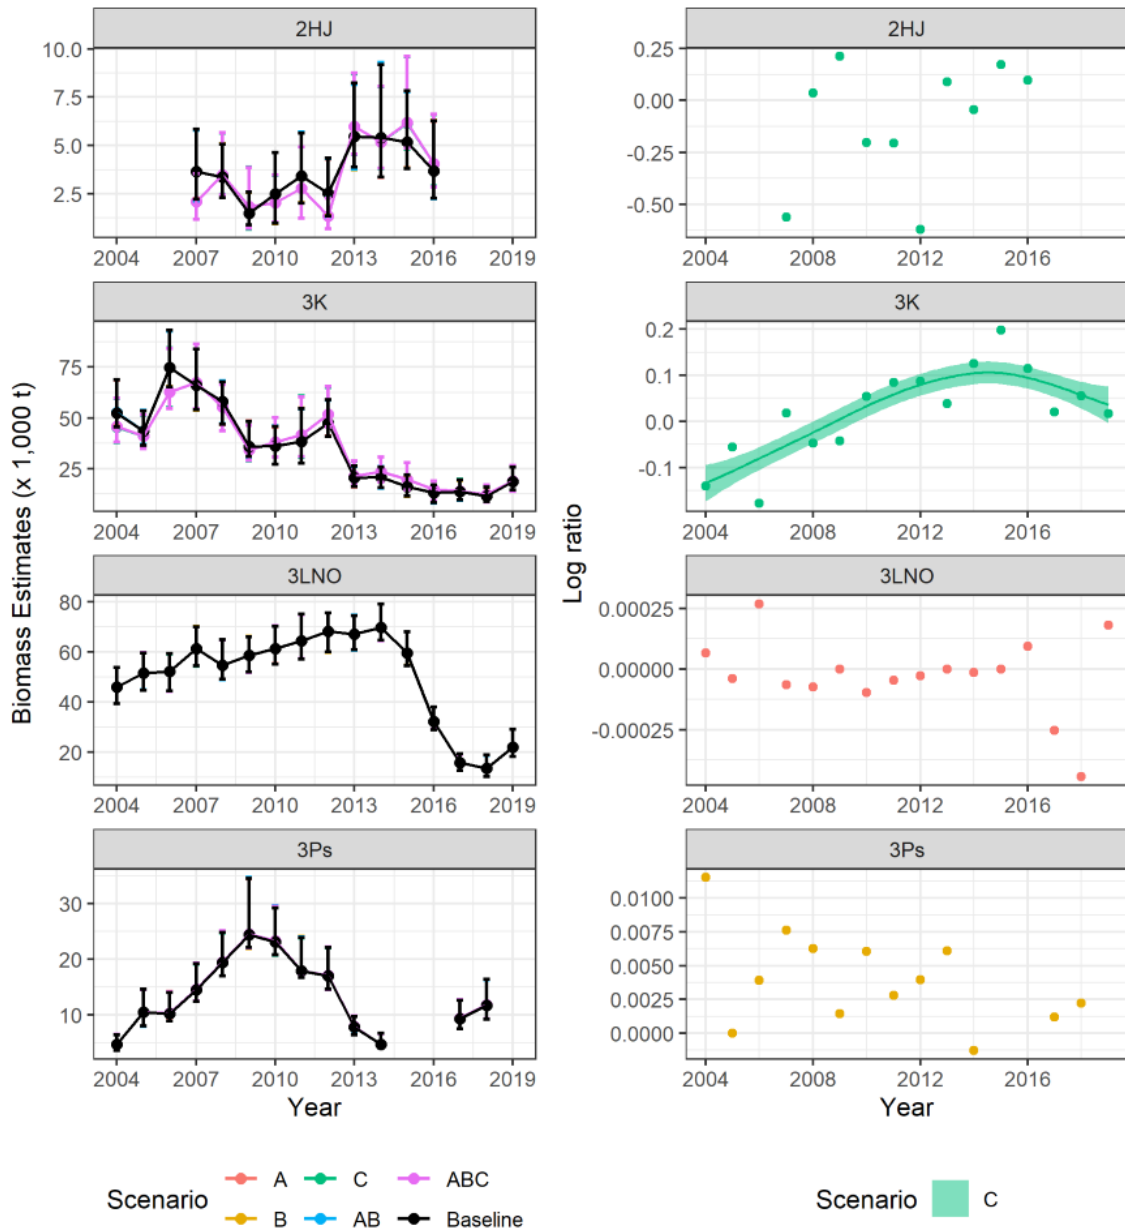 2HJ
10.0
7.5
5.0
2.5
2004 2007 2010 2013 2016 2019
3K
75
50
25
2004 2007 2010 2013 2016 2019
3LNO
80
60
40
20
2004 2007 2010 2013 2016 2019
3Ps
30
20
10
2004 2007 2010 2013 2016 2019
Year
Biomass Estimates (x 1,000 t)
2HJ
0.25
0.00
-0.25
-0.50
2004 2008 2012 2016
3K
0.2
0.1
0.0
-0.1
2004 2008 2012 2016
3LNO
0.00025
0.00000
-0.00025
2004 2008 2012 2016
3Ps
0.0100
0.0075
0.0050
0.0025
0.0000
2004 2008 2012 2016
Year
Log ratio
Scenario
A C ABC
B AB Baseline
Scenario C